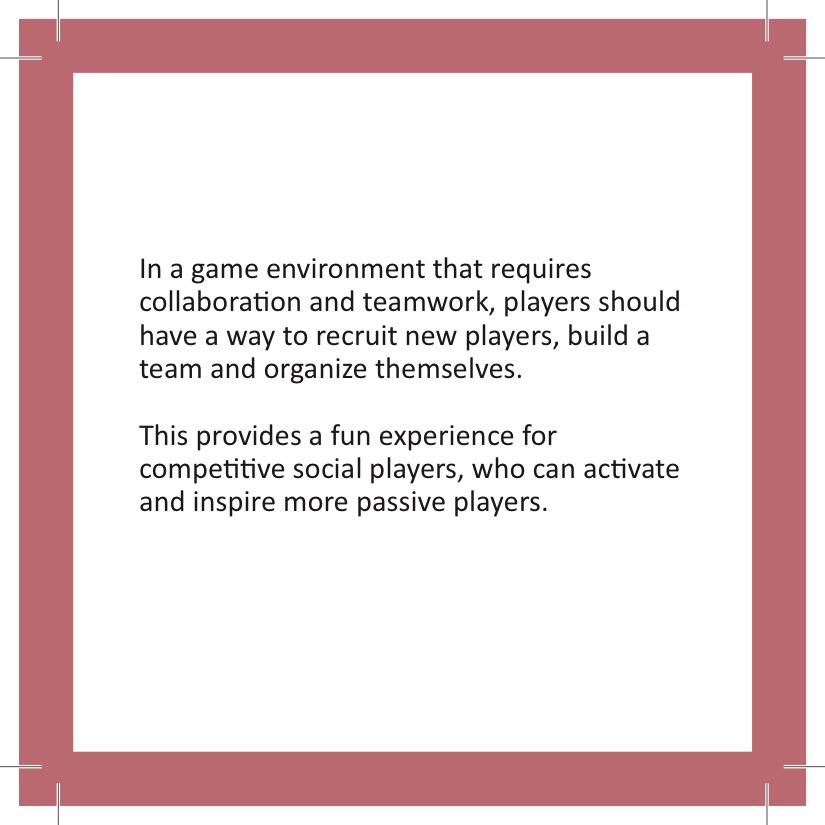 In a game environment that requires
collaboration and teamwork, players should
have a way to recruit new players, build a
team and organize themselves.
This provides a fun experience for
competitive social players, who can activate
and inspire more passive players.